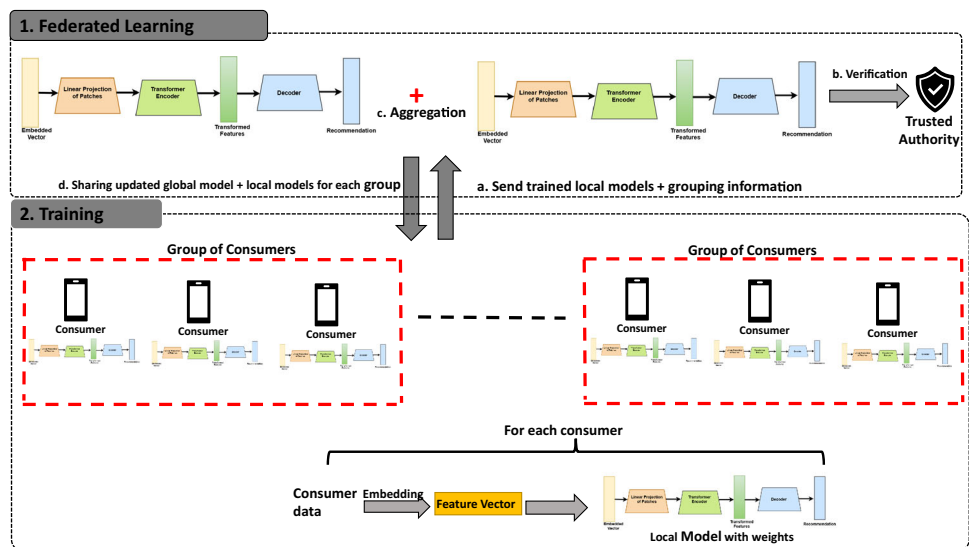 1. Federated Learning
Linear Projection
of Patches
Transformer
Encoder
Decoder
Embedded
Vector
Transformed
Features
Recommendation
+
c. Aggregation
Linear Projection
of Patches
Transformer
Encoder
Decoder
Embedded
Vector
Transformed
Features
Recommendation
b. Verification
Trusted
Authority
d. Sharing updated global model + local models for each group
a. Send trained local models + grouping information
2. Training
Group of Consumers
Consumer
Consumer
Consumer
Group of Consumers
Consumer
Consumer
Consumer
For each consumer
Consumer
data
Embedding
Feature Vector
Linear Projection
of Patches
Transformer
Encoder
Decoder
Embedded
Vector
Transformed
Features
Recommendation
Local Model with weights